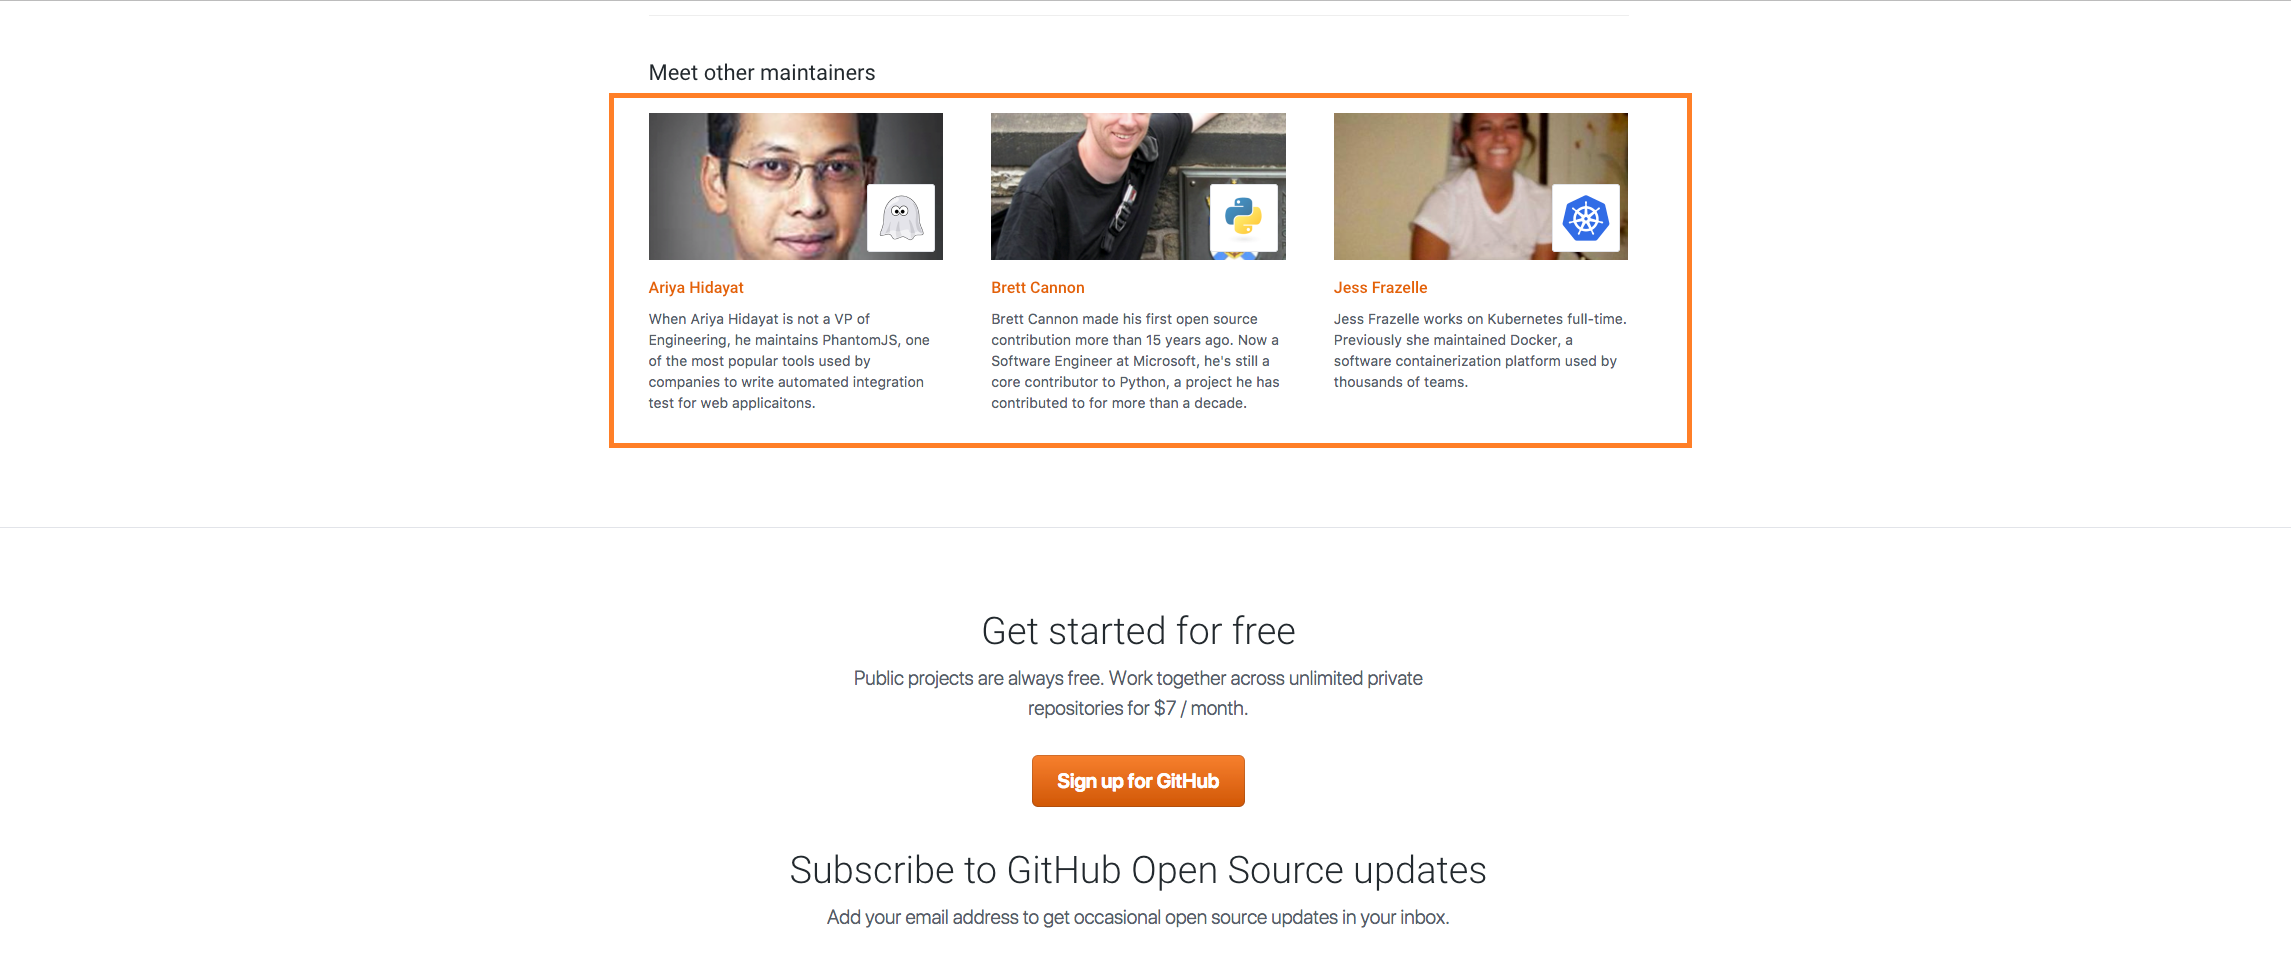 Meet other maintainers
Ariya Hidayat
When Ariya Hidayat is not a VP of
Engineering, he maintains PhantomJS, one
of the most popular tools used by
companies to write automated integration
test for web applicaitons.
Brett Cannon
Brett Cannon made his first open source
contribution more than 15 years ago. Now a
Software Engineer at Microsoft, he's still a
core contributor to Python, a project he has
contributed to for more than a decade.
Jess Frazelle
Jess Frazelle works on Kubernetes full-time.
Previously she maintained Docker, a
software containerization platform used by
thousands of teams.
Get started for free
Public projects are always free. Work together across unlimited private
repositories for $7 / month.
Sign up for GitHub
Subscribe to GitHub Open Source updates
Add your email address to get occasional open source updates in your inbox.